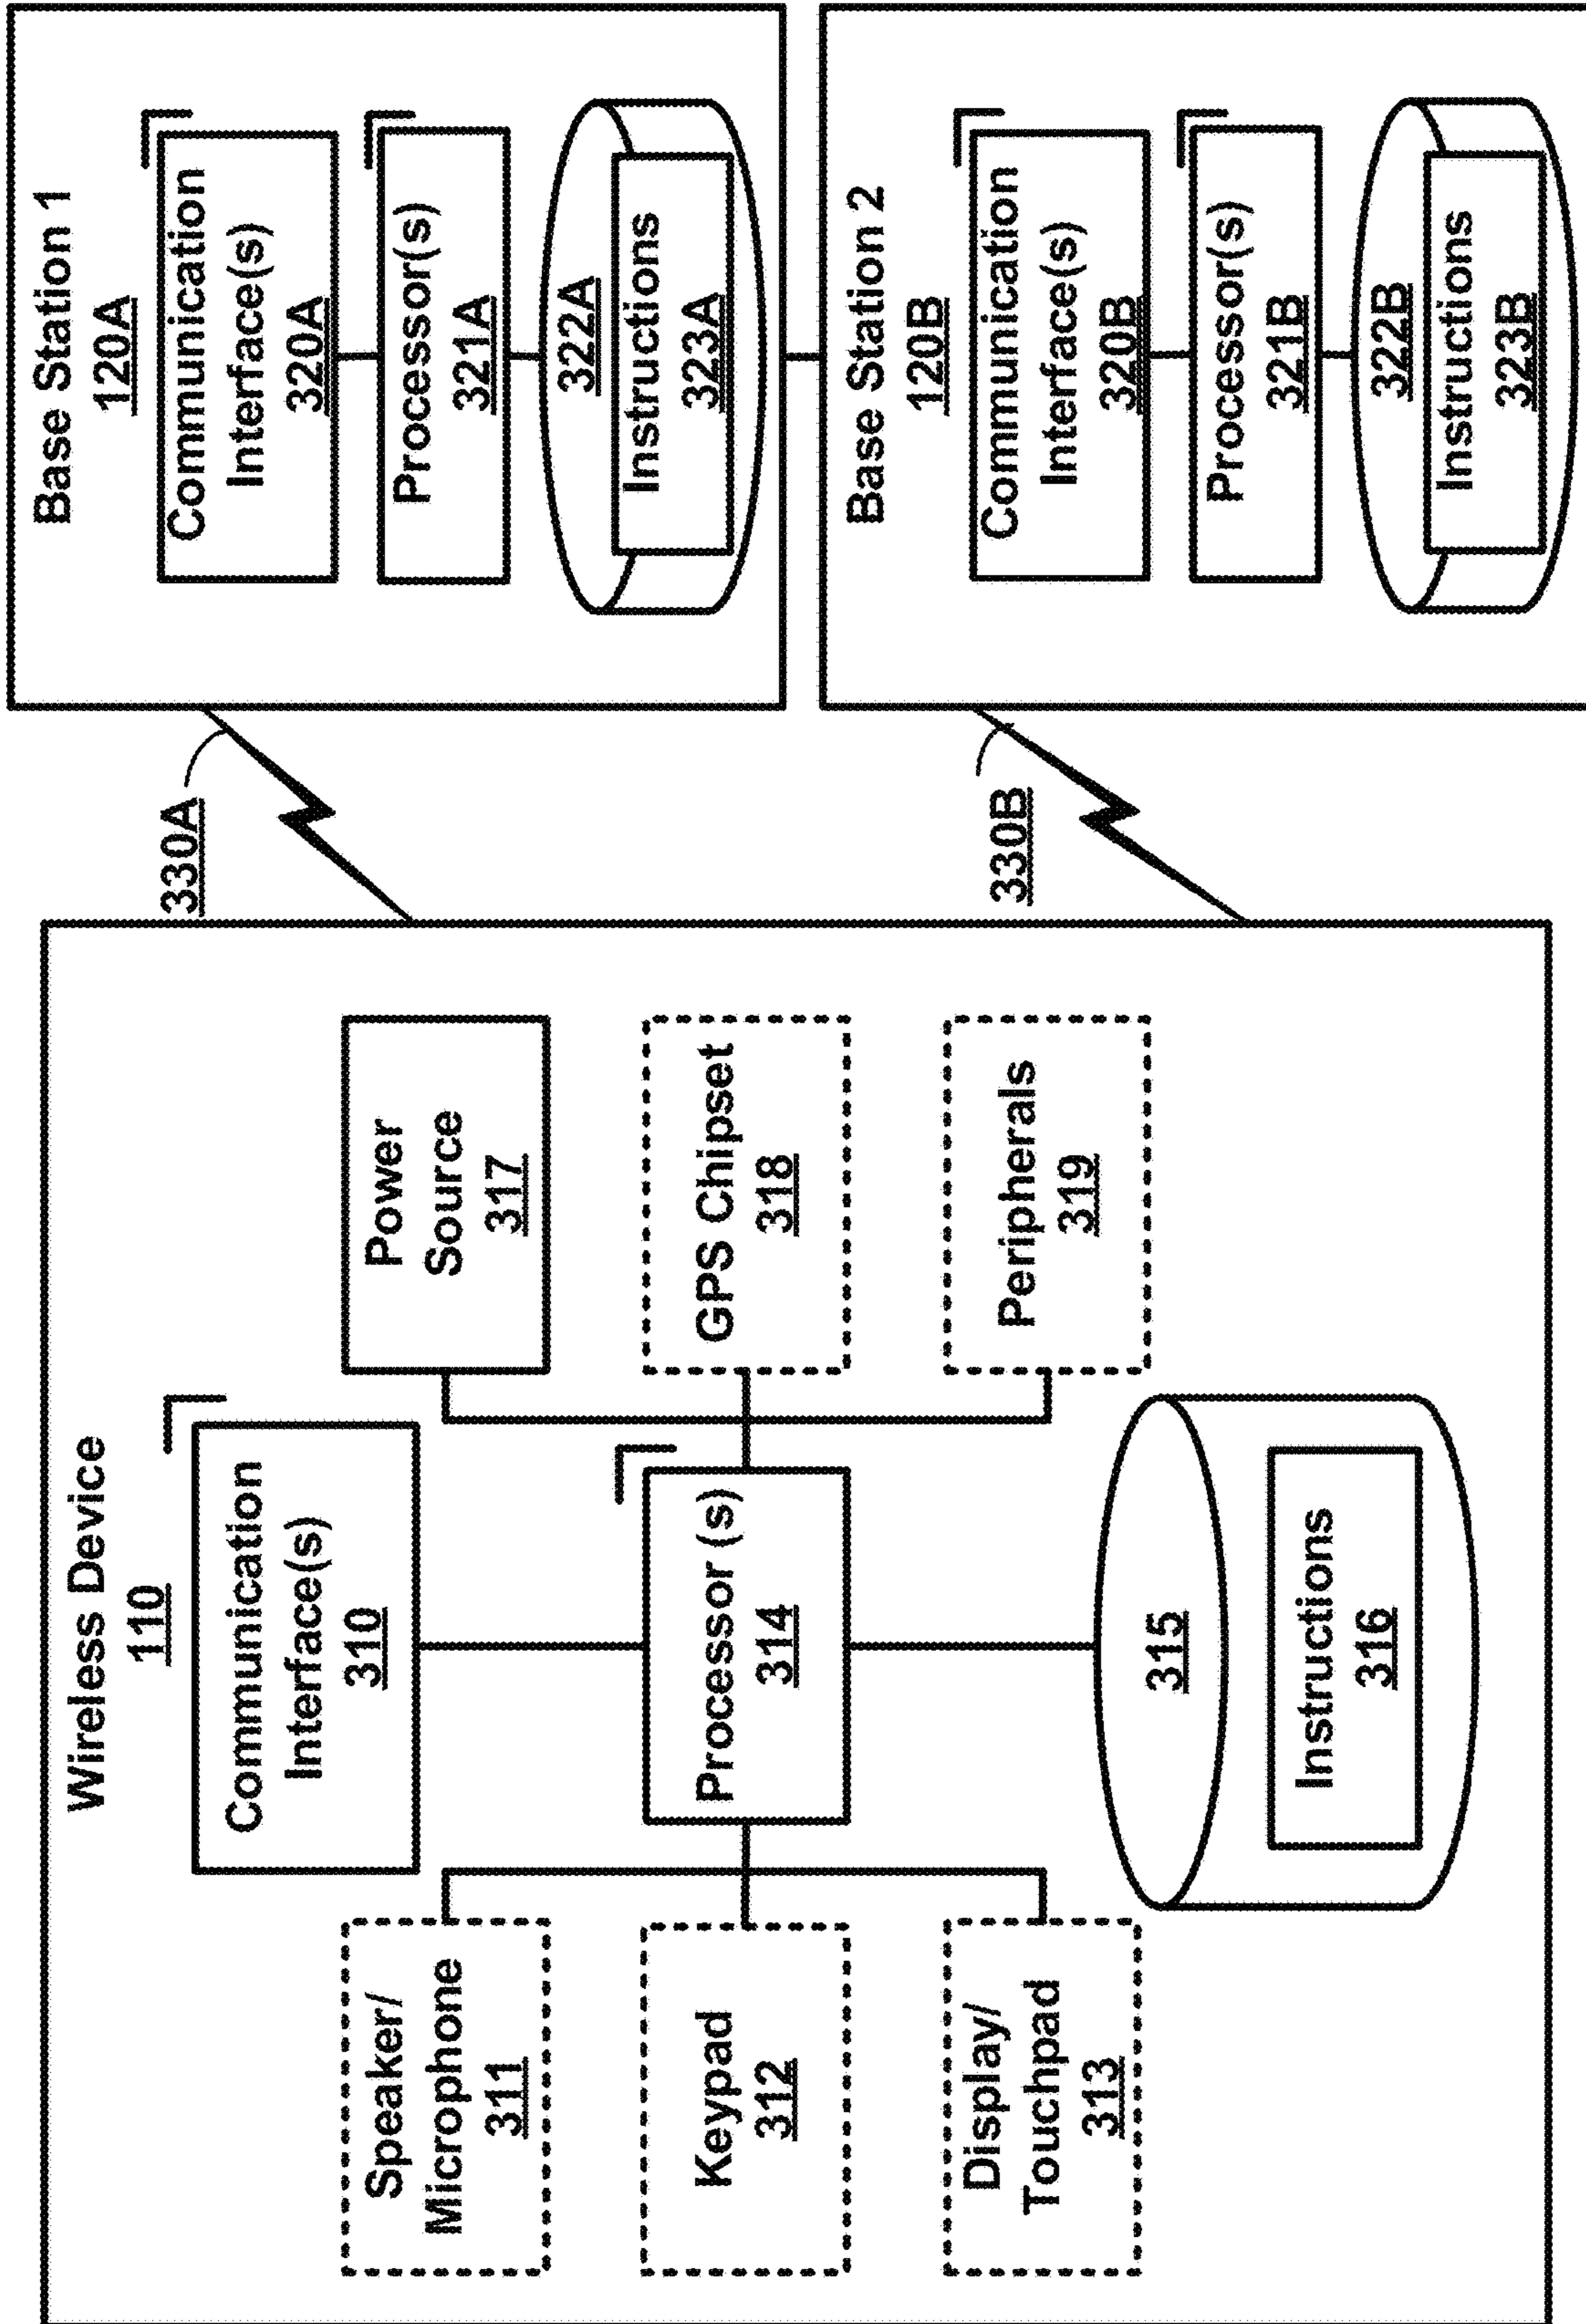 Wireless Device
110
Communication
Interface(s)
310
Speaker/
Microphone
311
Keypad
312
Display/
Touchpad
313
Processor (s)
314
315
Instructions
316
Power
Source
317
GPS Chipset
318
Peripherals
319
330A
330B
Base Station 1
120A
Communication
Interface(s)
320A
Processor(s)
321A
322A
Instructions
323A
Base Station 2
120B
Communication
Interface(s)
320B
Processor(s)
321B
322B
Instructions
323B